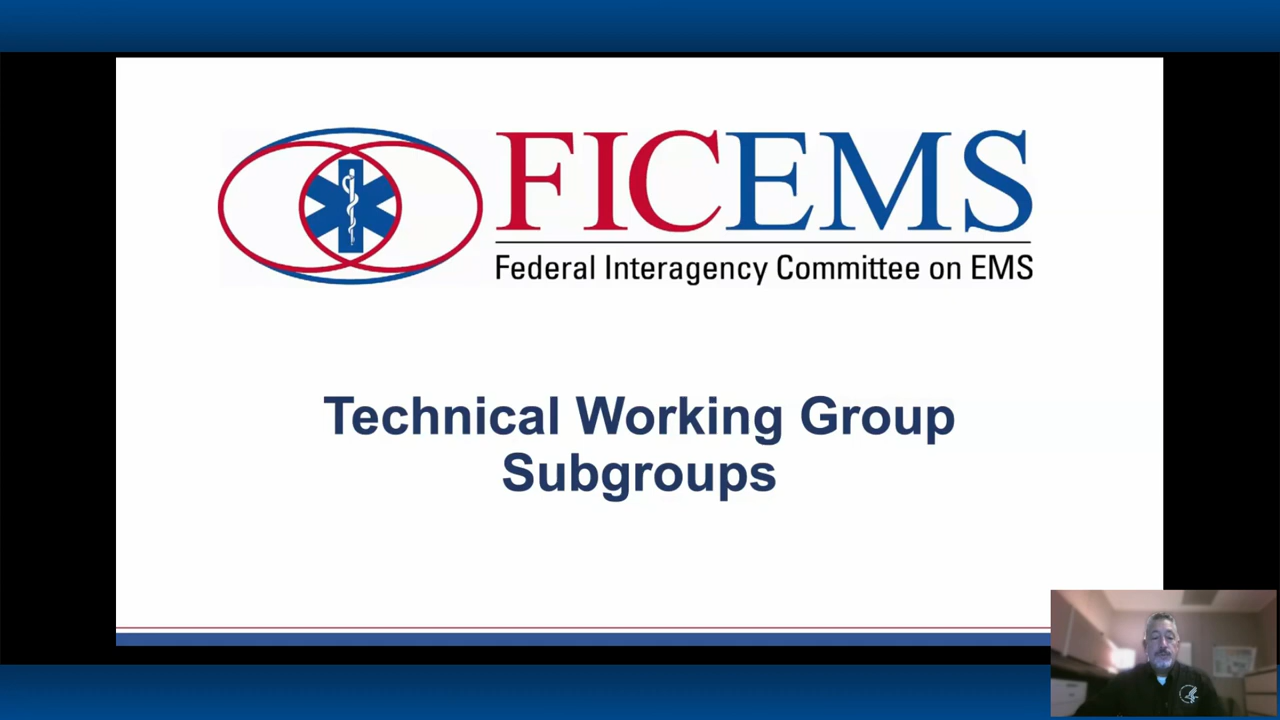 FICEMS
Federal Interagency Committee on EMS
Technical Working Group
Subgroups